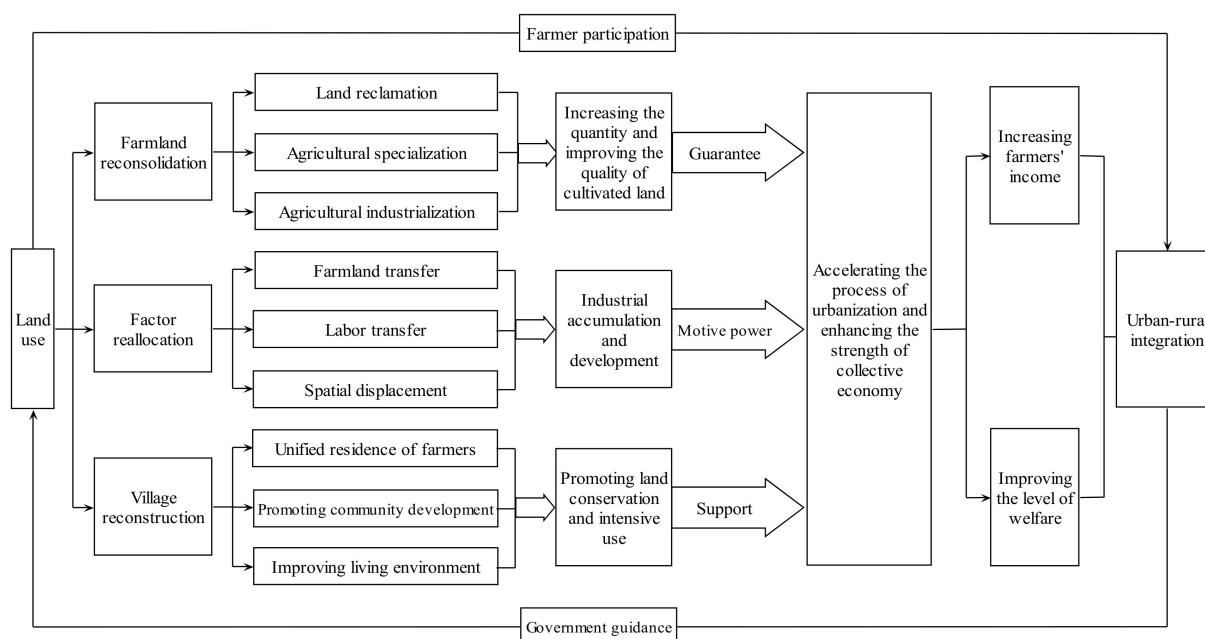 Farmer participation
Land
use
Farmland
reconsolidation
Land reclamation
Agricultural specialization
Agricultural industrialization
Increasing the
quantity and
improving the
quality of
cultivated land
Guarantee
Factor
reallocation
Farmland transfer
Labor transfer
Spatial displacement
Industrial
accumulation
and
development
Motive power
Village
reconstruction
Unified residence of farmers
Promoting community development
Improving living environment
Promoting land
conservation
and intensive
use
Support
Accelerating the
process of
urbanization and
enhancing the
strength of
collective
economy
Increasing
farmers'
income
Improving
the level of
welfare
Urban-rural
integration
Government guidance